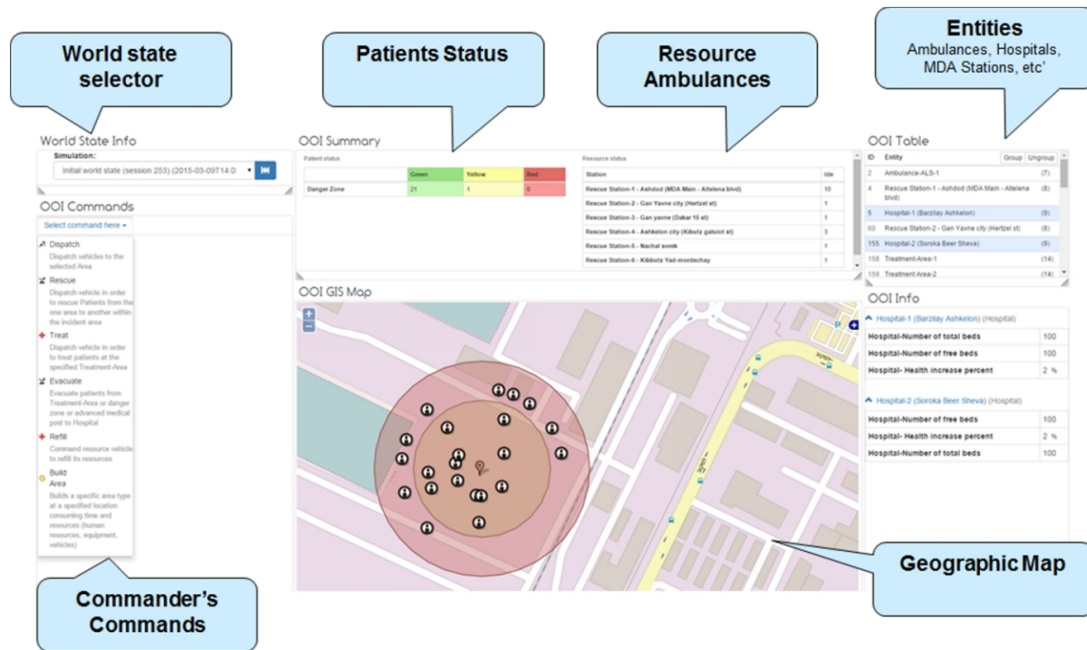 World state
selector
Patients Status
Resource
Ambulances
Entities
Ambulances, Hospitals,
MDA Stations, etc'
World State Info
Simulation:
Initial world state (session 253) (2015-03-09T14:0
OOI Commands
Select command here
Dispatch
Dispatch vehicles to the
selected Area
Rescue
Dispatch vehicle in order
to rescue Patients from the
one area to another within
the incident area
Treat
Dispatch vehicle in order
to treat patients at the
specified Treatment-Area
Evacuate
Evacuate patients from
Treatment-Area or danger
zone or advanced medical
post to Hospital
Refill
Command resource vehicle
to refill its resources
Build
Area
Builds a specific area type
at a specified location
consuming time and
resources (human
resources, equipment,
vehicles)
OOI Summary
Patient status
Green Yellow Red
Danger Zone 21 1 0
Resource status
Station Idle
Rescue Station-1 - Ashdod (MDA Main - Altelena blvd) 10
Rescue Station-2 - Gan Yavne city (Hertzel st) 1
Rescue Station-3 - Gan yavne (Dakar 15 st) 1
Rescue Station-4 - Ashkelon city (Kibutz galuiot st) 3
Rescue Station-5 - Nachal sorek 1
Rescue Station-6 - Kibbutz Yad-mordechay 1
OOI Table
ID Entity Group Ungroup
2 Ambulance-ALS-1 (7)
4 Rescue Station-1 - Ashdod (MDA Main - Altelena
blvd) (8)
5 Hospital-1 (Barzilay Ashkelon) (9)
60 Rescue Station-2 - Gan Yavne city (Hertzel st) (8)
155 Hospital-2 (Soroka Beer Sheva) (9)
158 Treatment-Area-1 (14)
159 Treatment-Area-2 (14)
OOI GIS Map
+
−
P
OOI Info
Hospital-1 (Barzilay Ashkelon) (Hospital)
Hospital-Number of total beds 100
Hospital-Number of free beds 100
Hospital- Health increase percent 2 %
Hospital-2 (Soroka Beer Sheva) (Hospital)
Hospital-Number of free beds 100
Hospital- Health increase percent 2 %
Hospital-Number of total beds 100
Geographic Map
Commander's
Commands